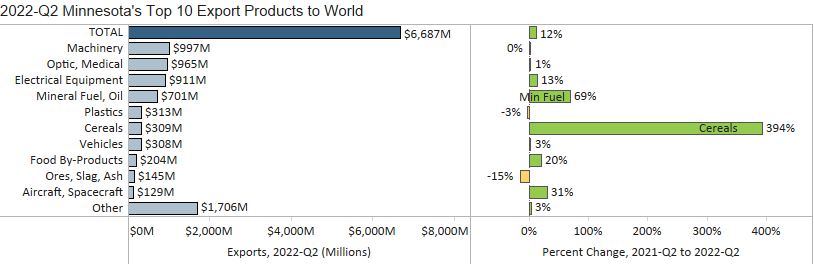 2022-Q2 Minnesota's Top 10 Export Products to World
TOTAL $6,687M 12%
Machinery $997M 0%
Optic, Medical $965M 1%
Electrical Equipment $911M 13%
Mineral Fuel, Oil $701M Min Fuel 69%
Plastics $313M -3%
Cereals $309M Cereals 394%
Vehicles $308M 3%
Food By-Products $204M 20%
Ores, Slag, Ash $145M -15%
Aircraft, Spacecraft $129M 31%
Other $1,706M 3%
$0M $2,000M $4,000M $6,000M $8,000M 0% 100% 200% 300% 400%
Exports, 2022-Q2 (Millions) Percent Change, 2021-Q2 to 2022-Q2